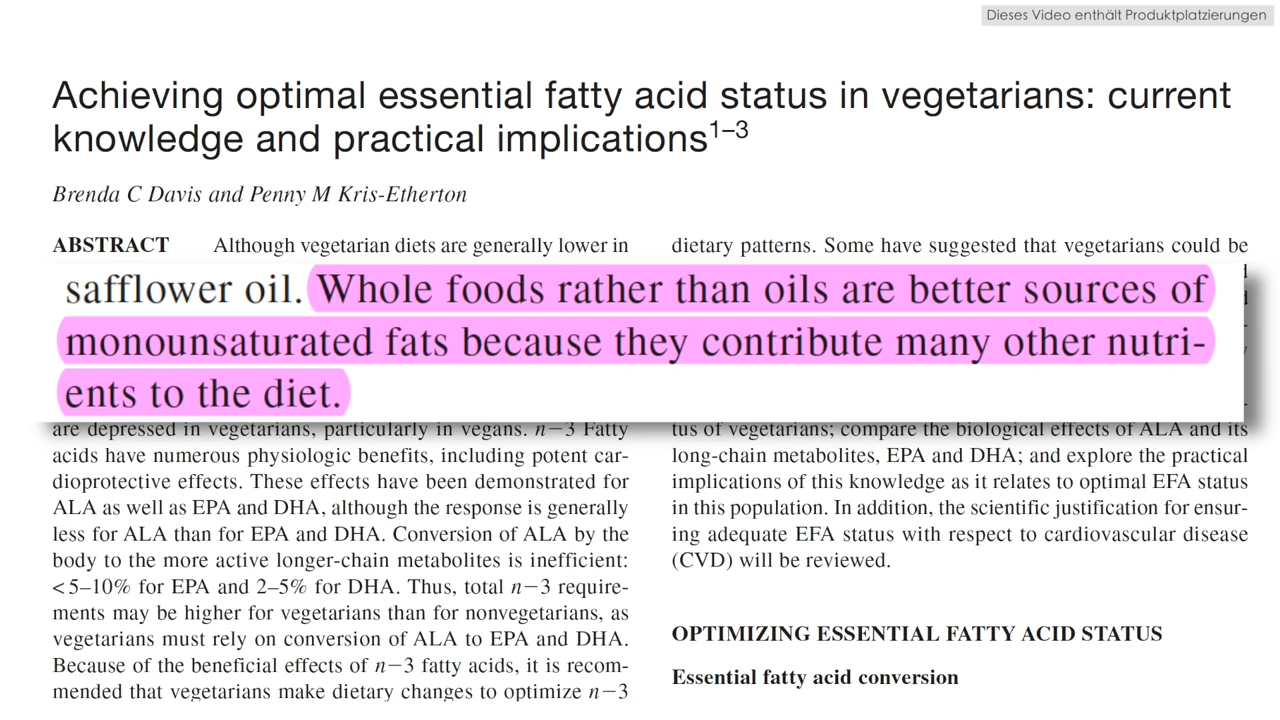 Dieses Video enthält Produktplatzierungen
Achieving optimal essential fatty acid status in vegetarians: current
knowledge and practical implications1–3
Brenda C Davis and Penny M Kris-Etherton
ABSTRACT Although vegetarian diets are generally lower in
safflower oil. Whole foods rather than oils are better sources of
monounsaturated fats because they contribute many other nutri-
ents to the diet.
are depressed in vegetarians, particularly in vegans. n−3 Fatty
acids have numerous physiologic benefits, including potent car-
dioprotective effects. These effects have been demonstrated for
ALA as well as EPA and DHA, although the response is generally
less for ALA than for EPA and DHA. Conversion of ALA by the
body to the more active longer-chain metabolites is inefficient:
<5–10% for EPA and 2–5% for DHA. Thus, total n−3 require-
ments may be higher for vegetarians than for nonvegetarians, as
vegetarians must rely on conversion of ALA to EPA and DHA.
Because of the beneficial effects of n−3 fatty acids, it is recom-
mended that vegetarians make dietary changes to optimize n−3
dietary patterns. Some have suggested that vegetarians could be
tus of vegetarians; compare the biological effects of ALA and its
long-chain metabolites, EPA and DHA; and explore the practical
implications of this knowledge as it relates to optimal EFA status
in this population. In addition, the scientific justification for ensur-
ing adequate EFA status with respect to cardiovascular disease
(CVD) will be reviewed.
OPTIMIZING ESSENTIAL FATTY ACID STATUS
Essential fatty acid conversion